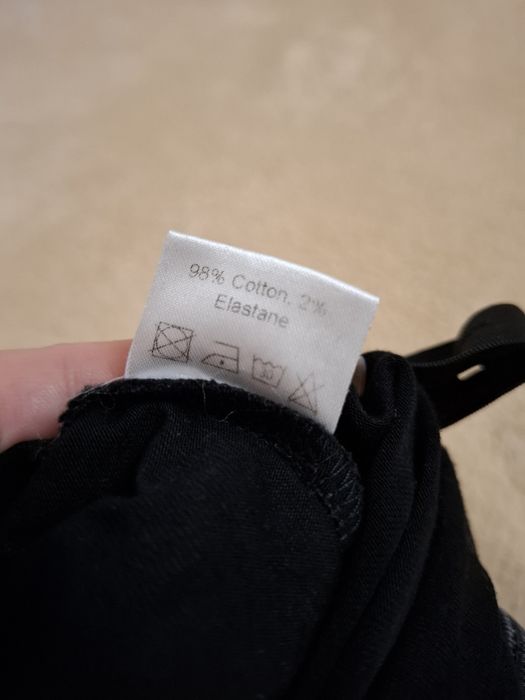 98% Cotton, 2%
Elastane